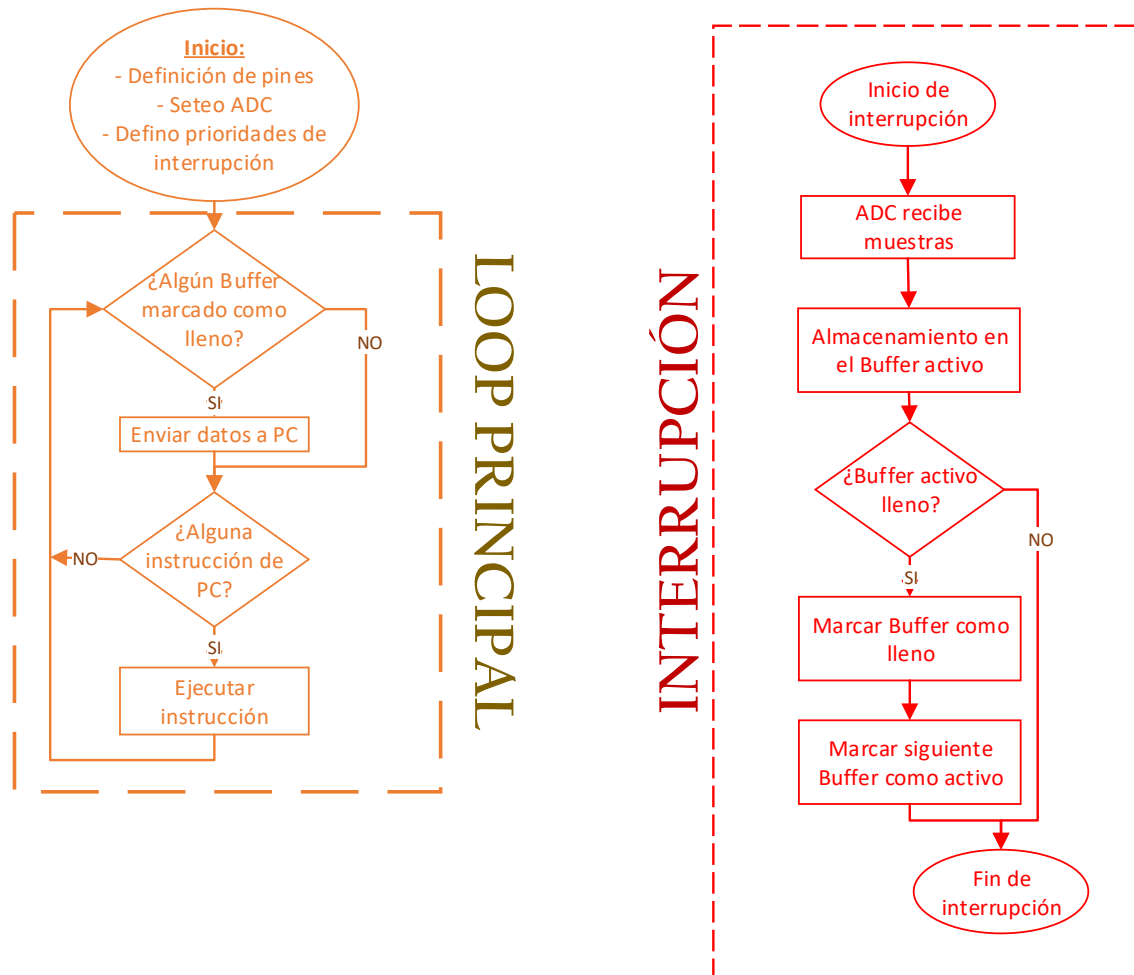 Inicio:
- Definición de pines
- Seteo ADC
- Defino prioridades de
interrupción
¿Algún Buffer
marcado como
lleno?
NO
SI
Enviar datos a PC
¿Alguna
instrucción de
PC?
NO
SI
Ejecutar
instrucción
LOOP PRINCIPAL
INTERRUPCIÓN
Inicio de
interrupción
ADC recibe
muestras
Almacenamiento en
el Buffer activo
¿Buffer activo
lleno?
NO
SI
Marcar Buffer como
lleno
Marcar siguiente
Buffer como activo
Fin de
interrupción